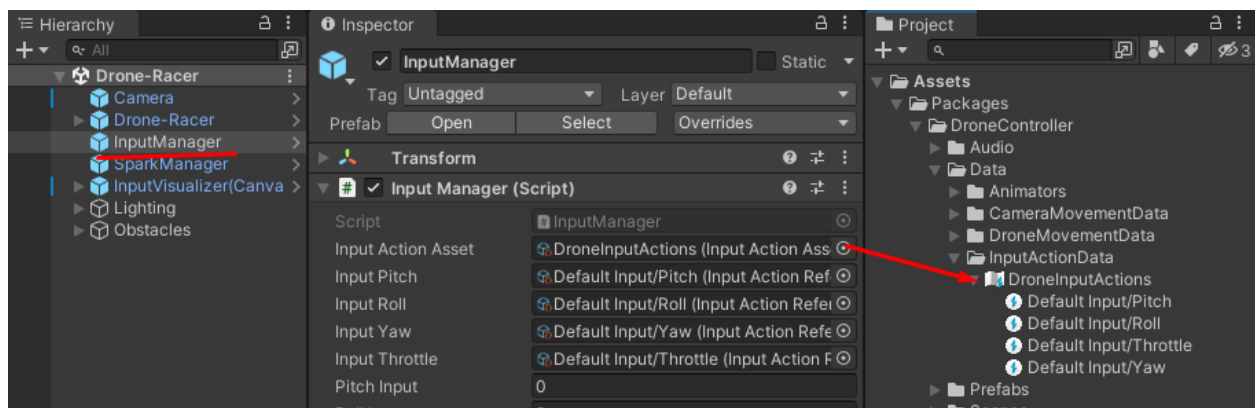 Hierarchy
All
Drone-Racer
Camera
Drone-Racer
InputManager
SparkManager
InputVisualizer(Canva
Lighting
Obstacles
Inspector
InputManager
Static
Tag Untagged Layer Default
Prefab Open Select Overrides
Transform
# Input Manager (Script)
Script InputManager
Input Action Asset DroneInputActions (Input Action Ass
Input Pitch Default Input/Pitch (Input Action Ref
Input Roll Default Input/Roll (Input Action Refer
Input Yaw Default Input/Yaw (Input Action Refe
Input Throttle Default Input/Throttle (Input Action R
Pitch Input 0
Project
3
Assets
Packages
DroneController
Audio
Data
Animators
CameraMovementData
DroneMovementData
InputActionData
DroneInputActions
Default Input/Pitch
Default Input/Roll
Default Input/Throttle
Default Input/Yaw
Prefabs